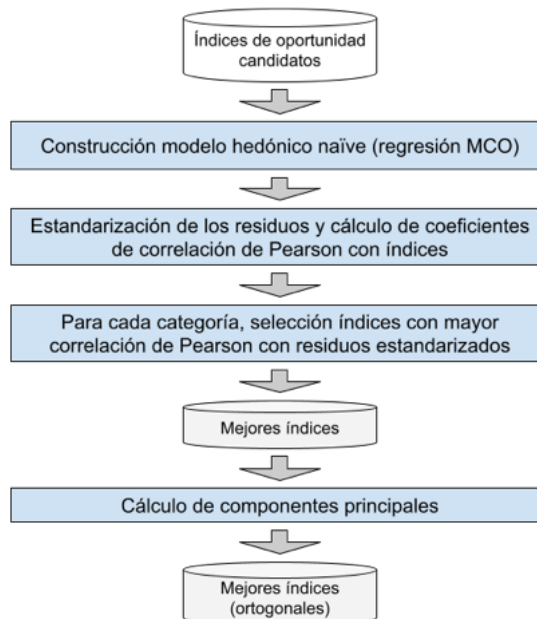 Índices de oportunidad
candidatos
Construcción modelo hedónico naïve (regresión MCO)
Estandarización de los residuos y cálculo de coeficientes
de correlación de Pearson con índices
Para cada categoría, selección índices con mayor
correlación de Pearson con residuos estandarizados
Mejores índices
Cálculo de componentes principales
Mejores índices
(ortogonales)